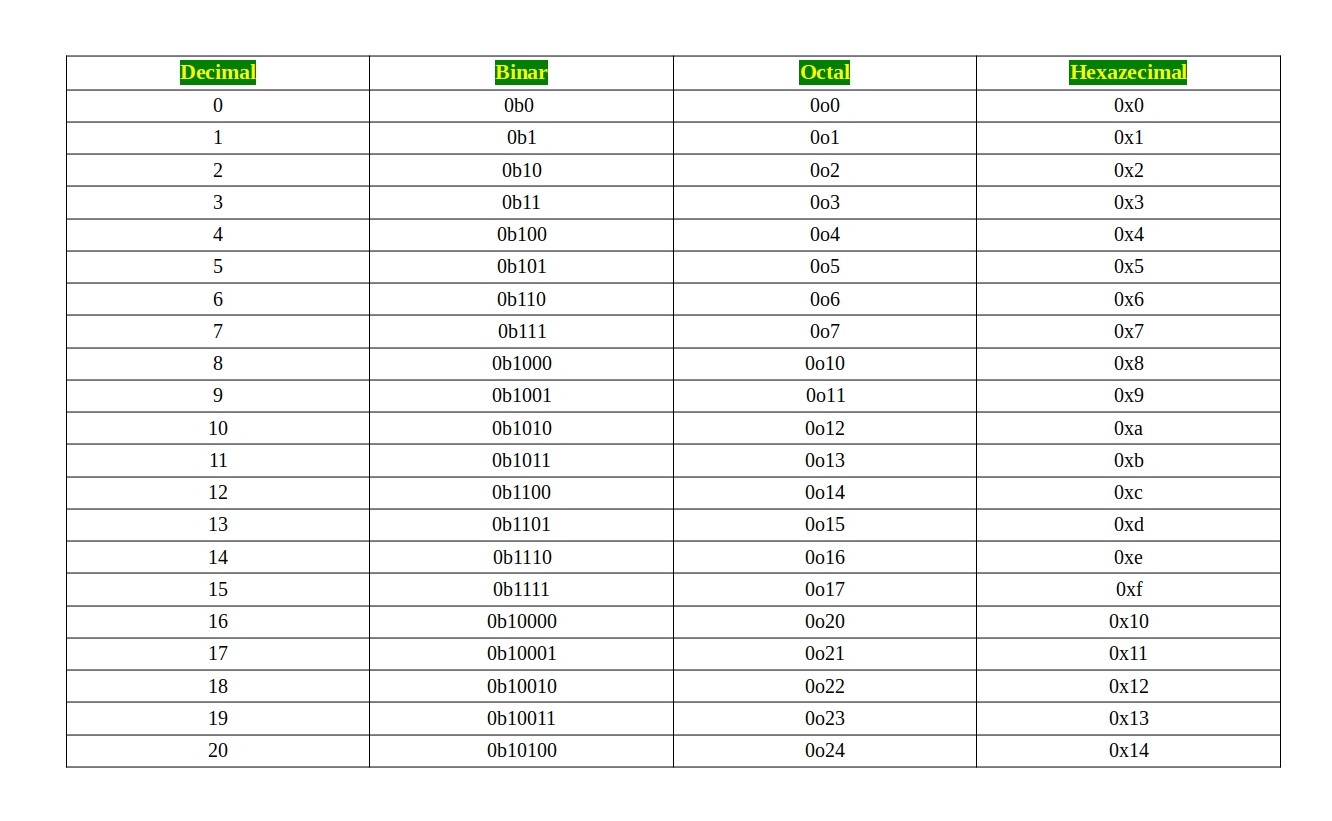 Decimal Binar Octal Hexazecimal
0 0b0 0o0 0x0
1 0b1 0o1 0x1
2 0b10 0o2 0x2
3 0b11 0o3 0x3
4 0b100 0o4 0x4
5 0b101 0o5 0x5
6 0b110 0o6 0x6
7 0b111 0o7 0x7
8 0b1000 0o10 0x8
9 0b1001 0o11 0x9
10 0b1010 0o12 0xa
11 0b1011 0o13 0xb
12 0b1100 0o14 0xc
13 0b1101 0o15 0xd
14 0b1110 0o16 0xe
15 0b1111 0o17 0xf
16 0b10000 0o20 0x10
17 0b10001 0o21 0x11
18 0b10010 0o22 0x12
19 0b10011 0o23 0x13
20 0b10100 0o24 0x14